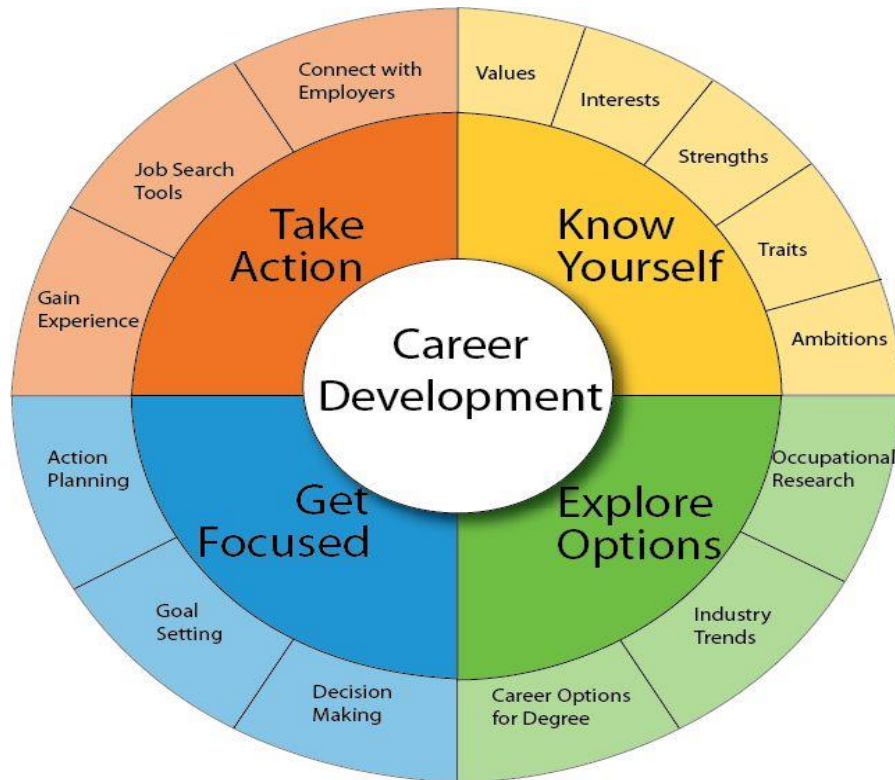 Career
Development
Know
Yourself
Values
Interests
Strengths
Traits
Ambitions
Explore
Options
Occupational
Research
Industry
Trends
Career Options
for Degree
Get
Focused
Decision
Making
Goal
Setting
Action
Planning
Take
Action
Gain
Experience
Job Search
Tools
Connect with
Employers